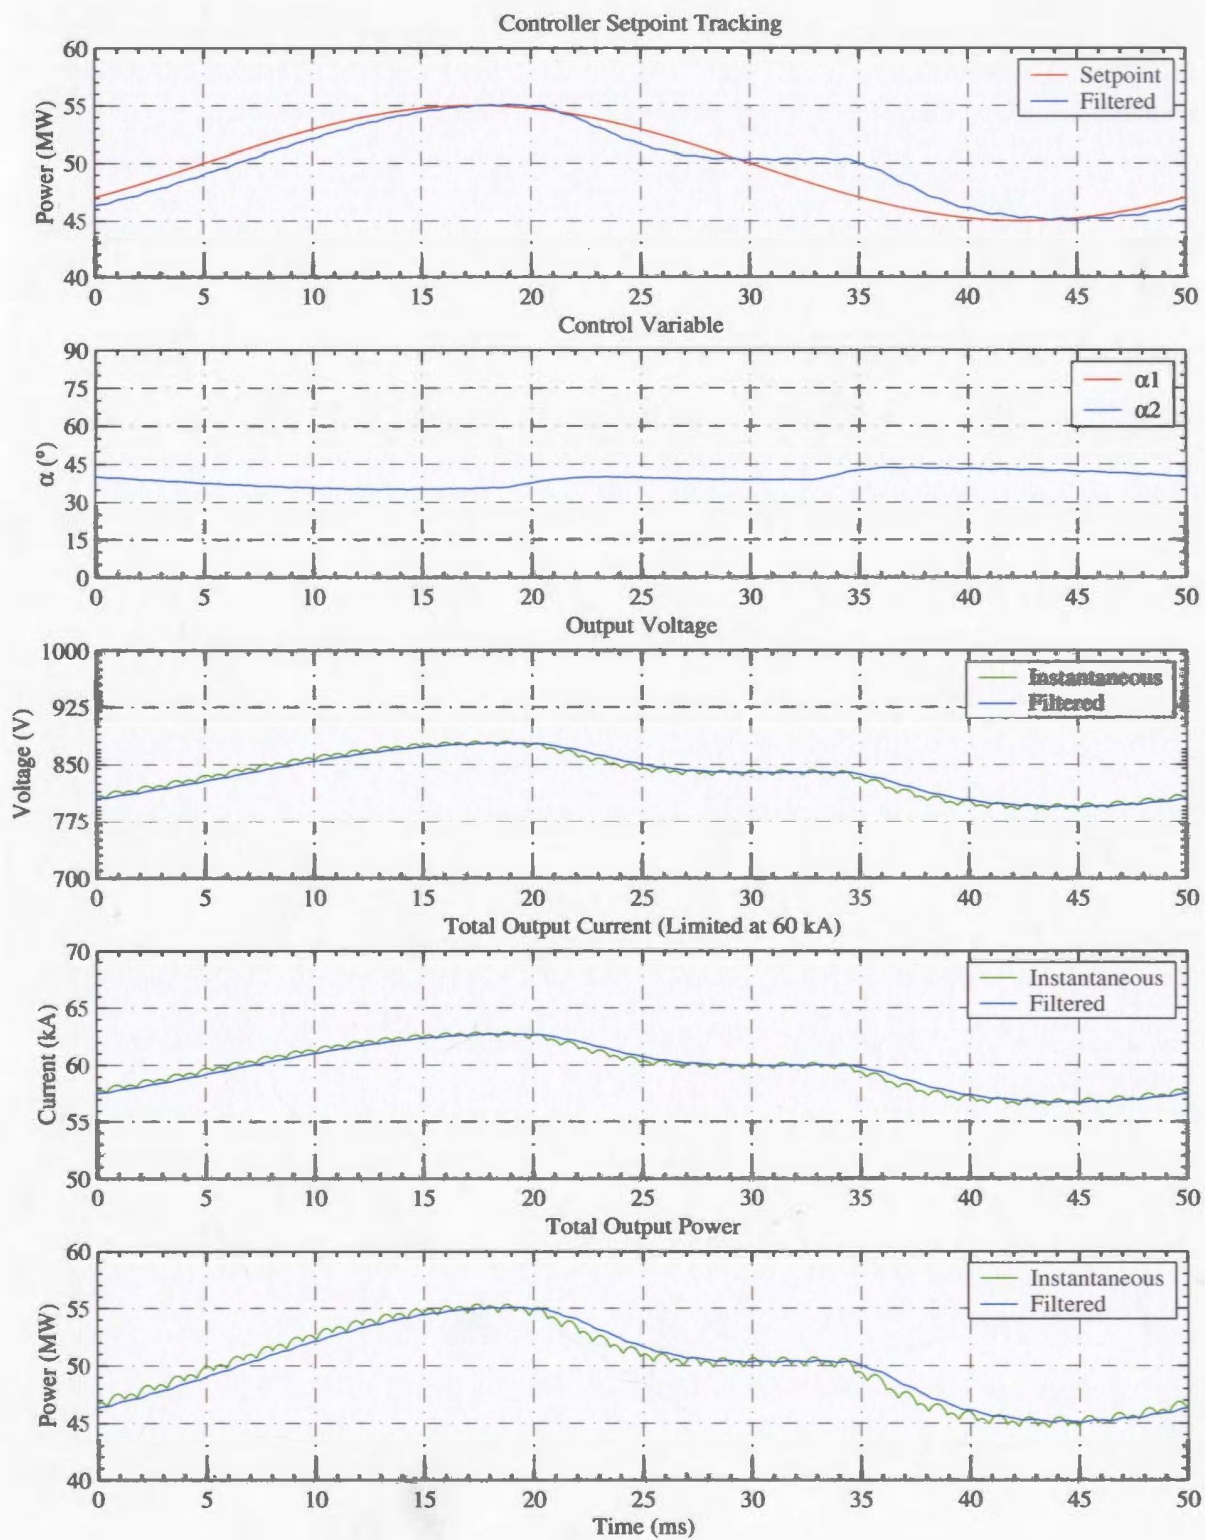 Controller Setpoint Tracking
60
55
50
45
40
Power (MW)
Setpoint
Filtered
0 5 10 15 20 25 30 35 40 45 50
Control Variable
90
75
60
45
30
15
0
α (°)
α1
α2
0 5 10 15 20 25 30 35 40 45 50
Output Voltage
1000
925
850
775
700
Voltage (V)
Instantaneous
Filtered
0 5 10 15 20 25 30 35 40 45 50
Total Output Current (Limited at 60 kA)
70
65
60
55
50
Current (kA)
Instantaneous
Filtered
0 5 10 15 20 25 30 35 40 45 50
Total Output Power
60
55
50
45
40
Power (MW)
Instantaneous
Filtered
0 5 10 15 20 25 30 35 40 45 50
Time (ms)